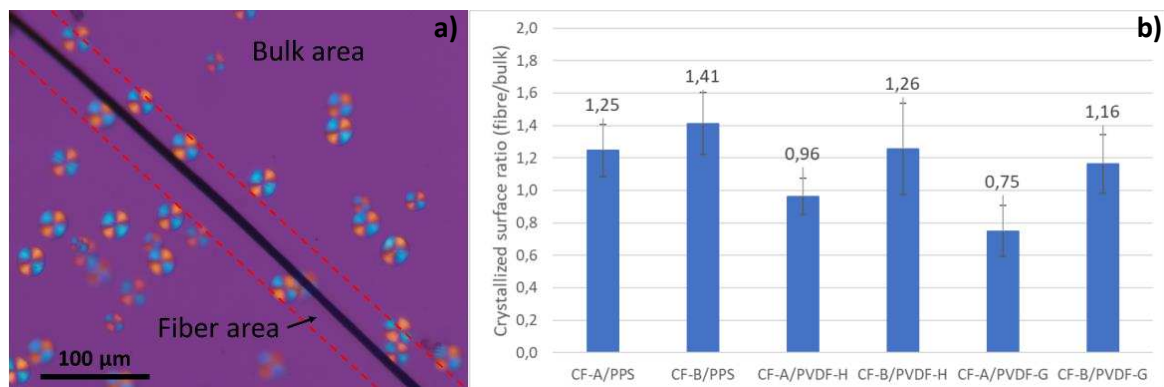 a)
Bulk area
Fiber area
100 µm
b)
Crystallized surface ratio (fibre/bulk)
2,0
1,8
1,6
1,4
1,2
1,0
0,8
0,6
0,4
0,2
0,0
1,25
1,41
0,96
1,26
0,75
1,16
CF-A/PPS CF-B/PPS CF-A/PVDF-H CF-B/PVDF-H CF-A/PVDF-G CF-B/PVDF-G